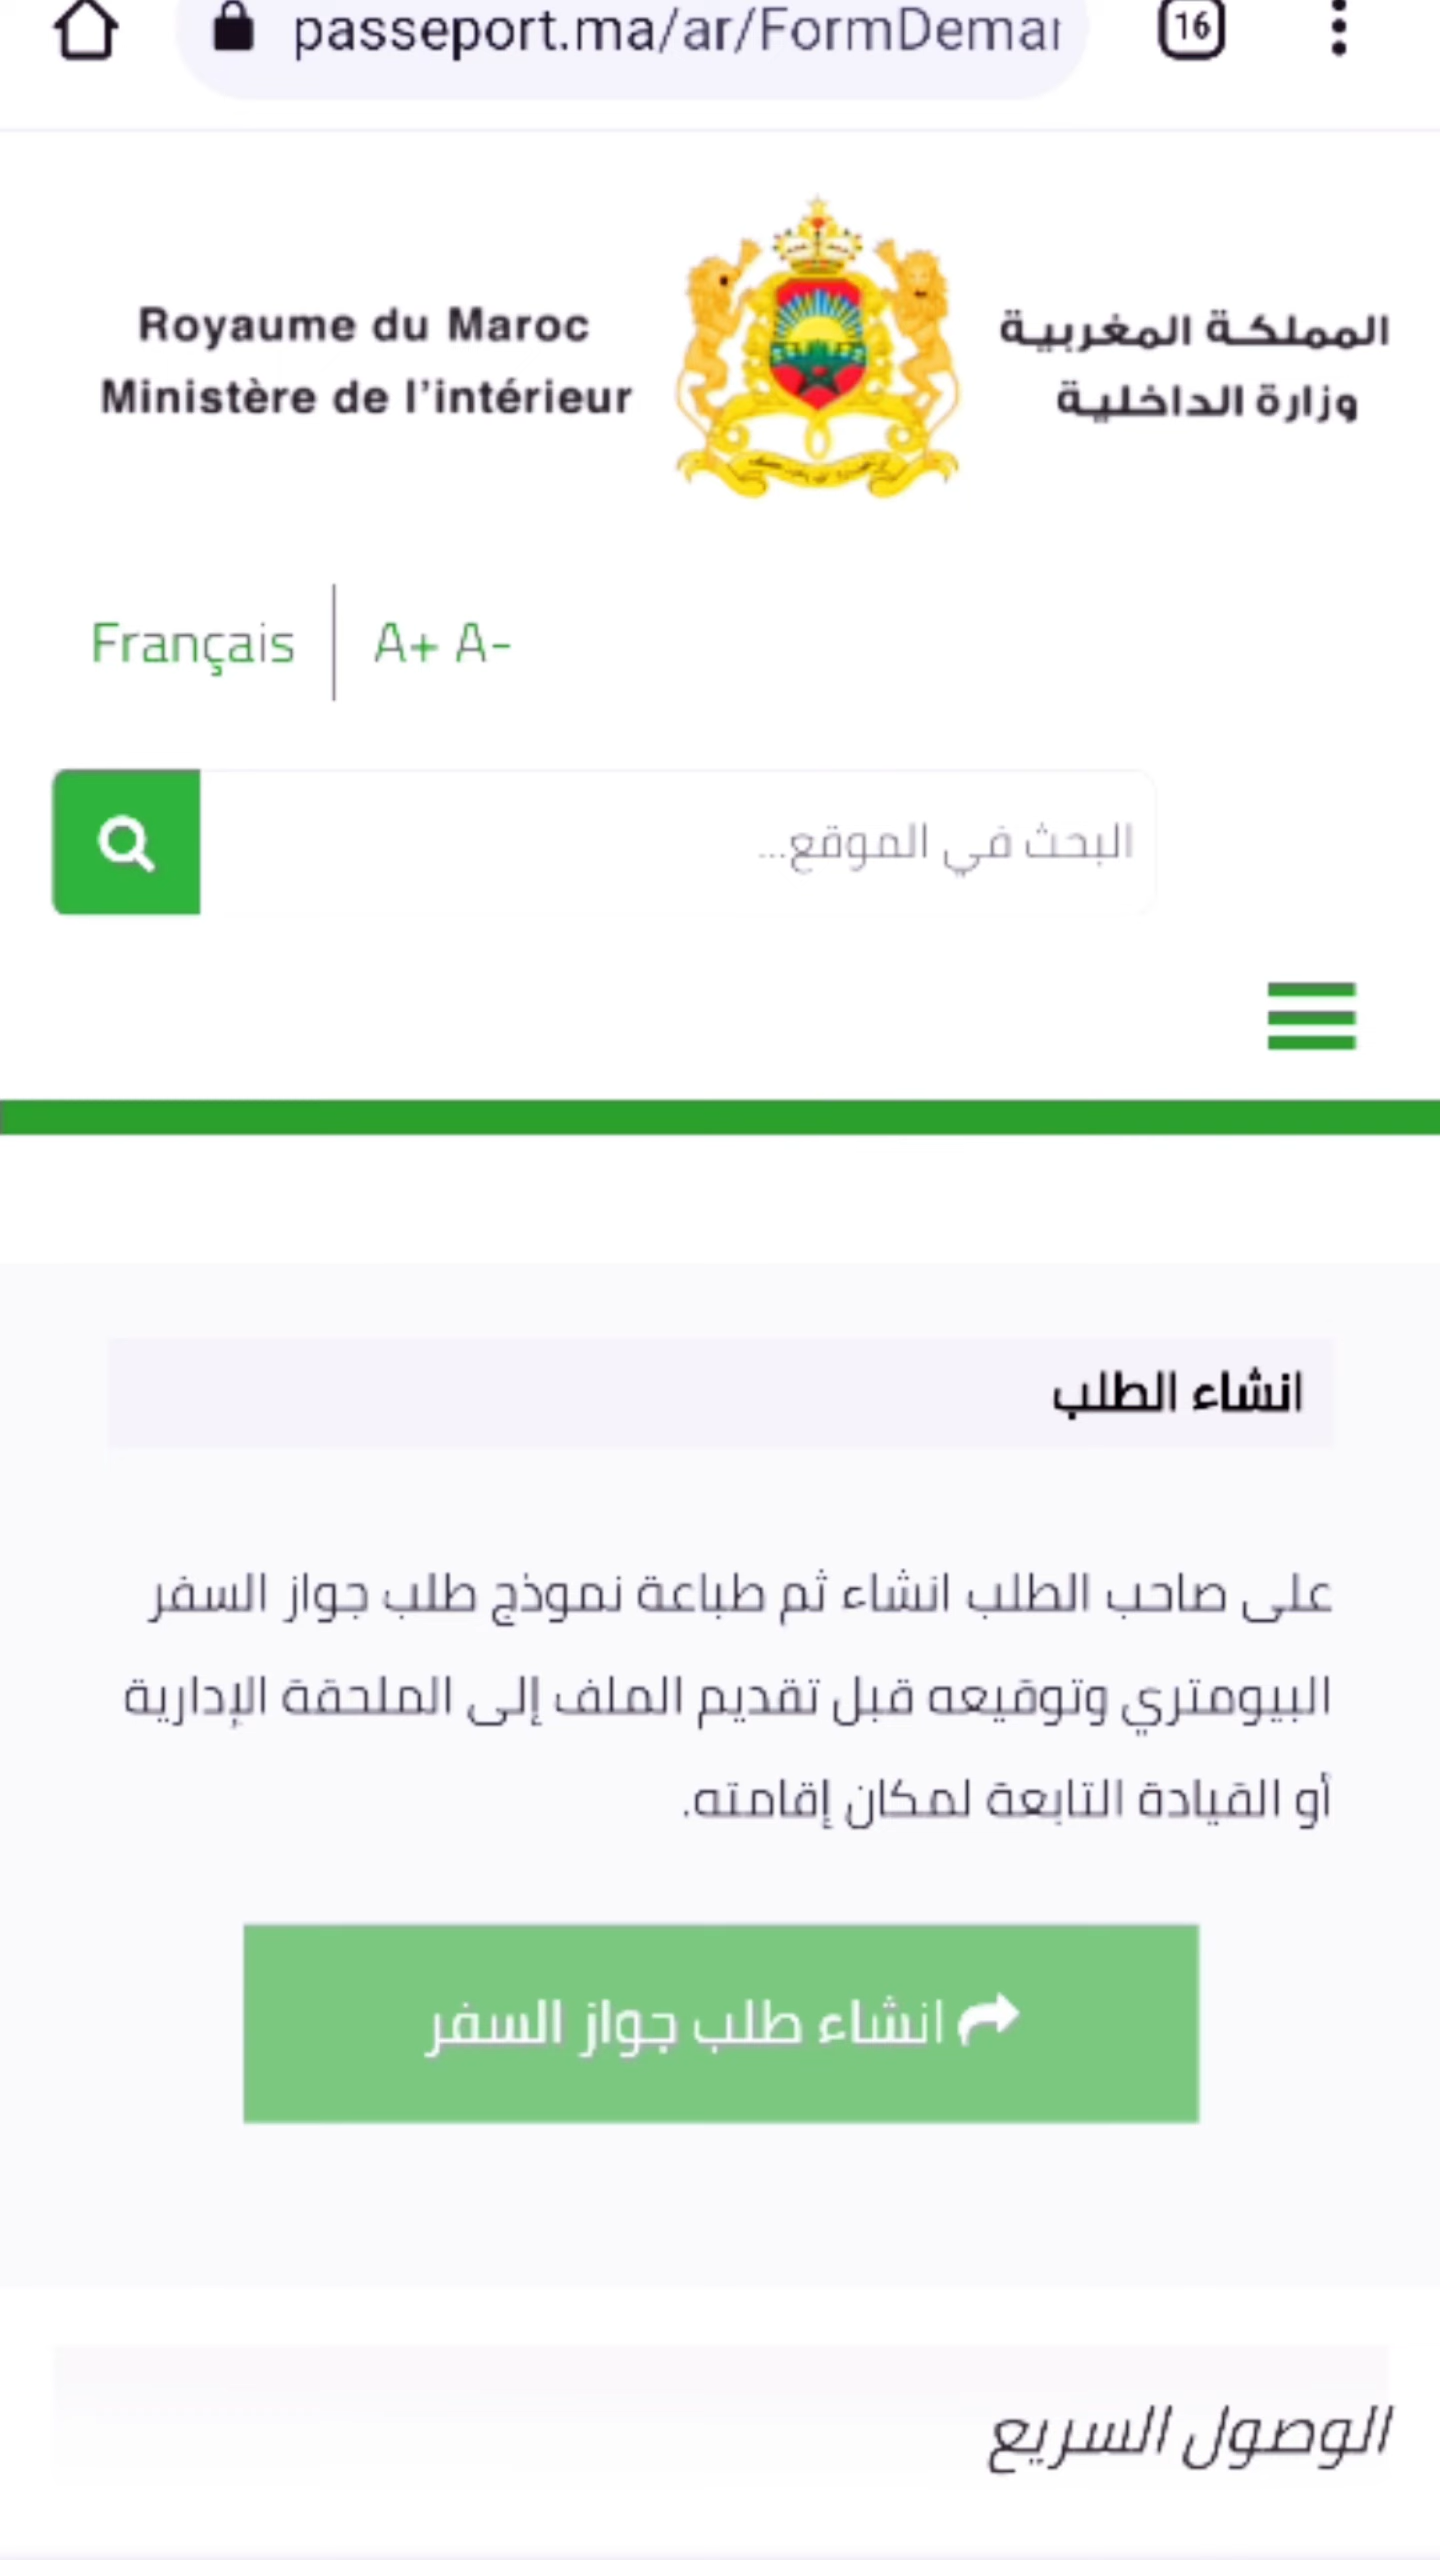 passeport.ma/ar/FormDemar
16
Royaume du Maroc
Ministère de l'intérieur
المملكة المغربية
وزارة الداخلية
Français
A+ A-
البحث في الموقع...
انشاء الطلب
على صاحب الطلب انشاء ثم طباعة نموذج طلب جواز السفر
البيومتري وتوقيعه قبل تقديم الملف إلى الملحقة الإدارية
أو القيادة التابعة لمكان إقامته.
انشاء طلب جواز السفر
الوصول السريع